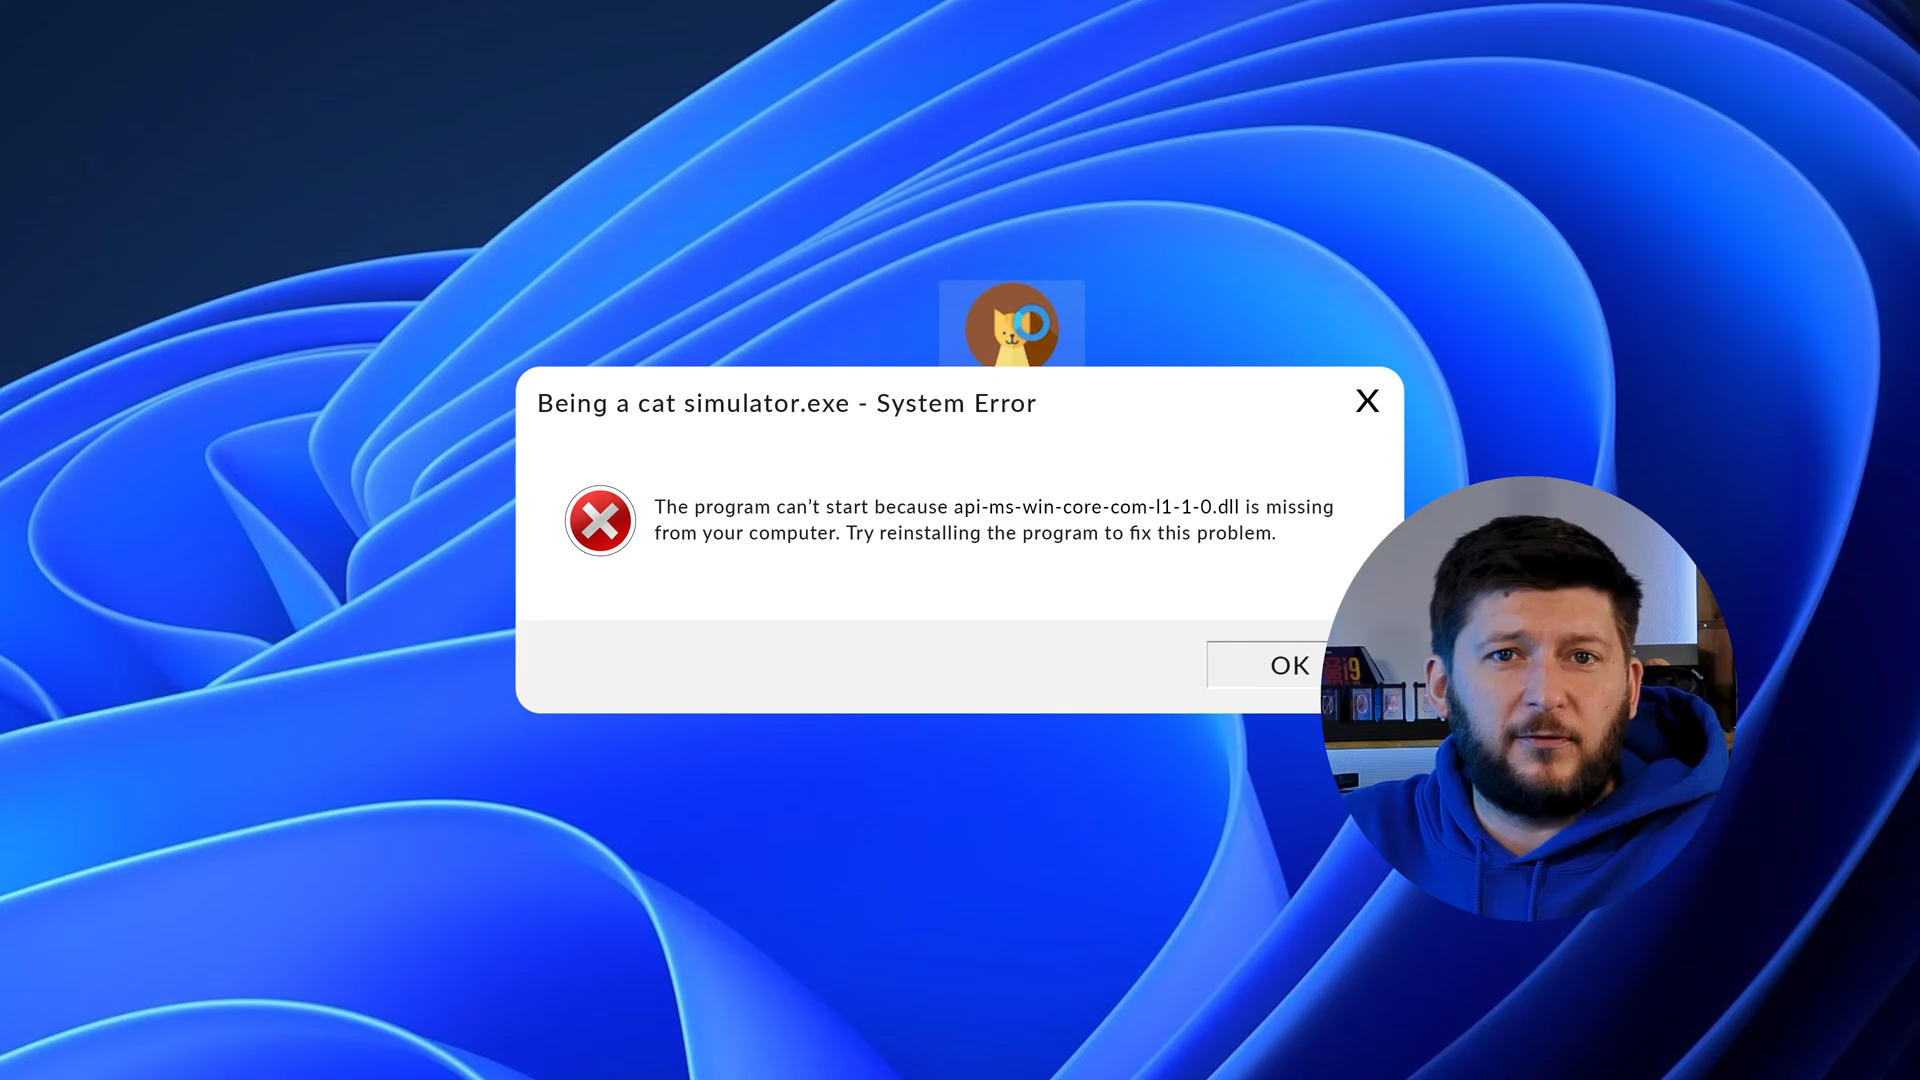 Being a cat simulator.exe - System Error
X
The program can’t start because api-ms-win-core-com-l1-1-0.dll is missing
from your computer. Try reinstalling the program to fix this problem.
OK
i9